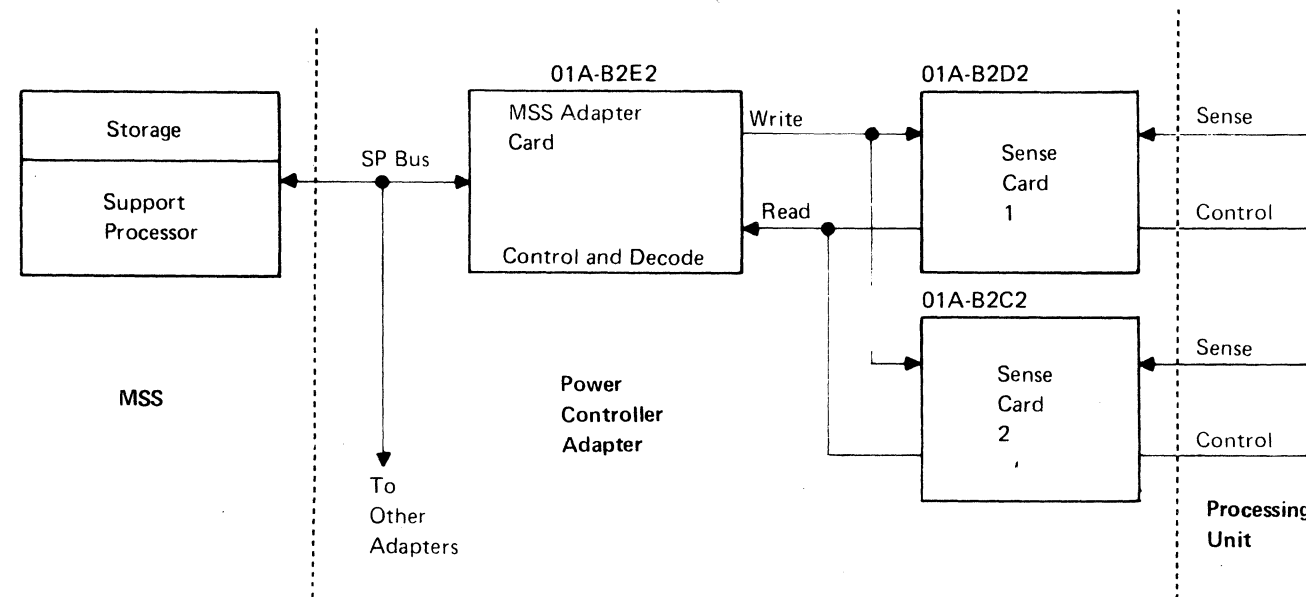 01A-B2E2
01A-B2D2
Storage
Support
Processor
SP Bus
MSS Adapter
Card
Control and Decode
Write
Read
Sense
Card
1
Sense
Control
01A-B2C2
Sense
Card
2
Sense
Control
MSS
Power
Controller
Adapter
To
Other
Adapters
Processing
Unit